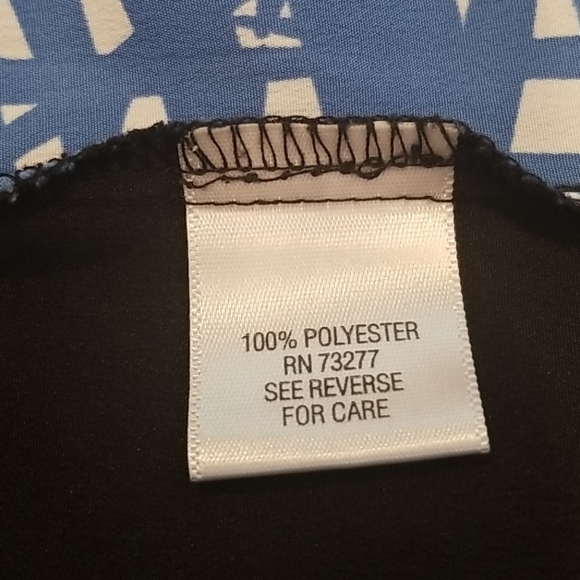 100% POLYESTER
RN 73277
SEE REVERSE
FOR CARE